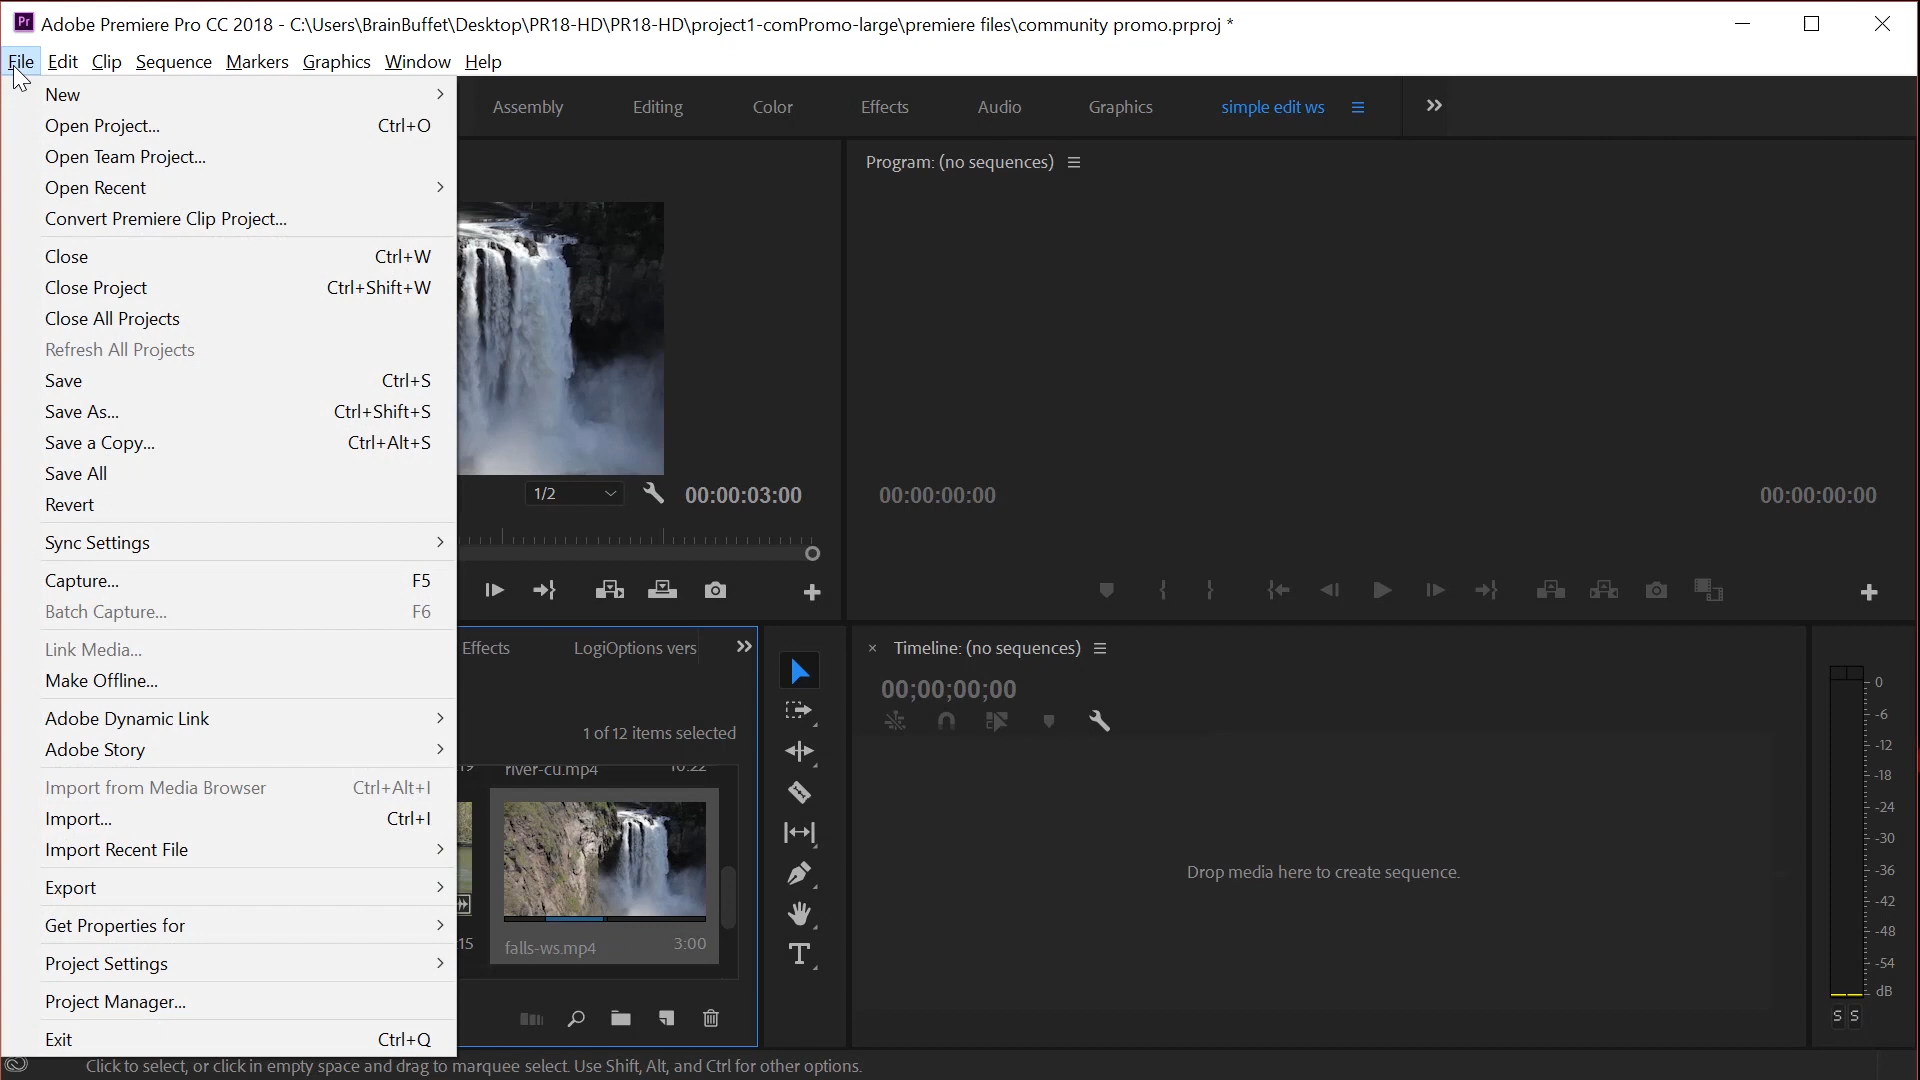 Pr Adobe Premiere Pro CC 2018 - C:\Users\BrainBuffet\Desktop\PR18-HD\PR18-HD\project1-comPromo-large\premiere files\community promo.prproj *
File Edit Clip Sequence Markers Graphics Window Help
New
Open Project... Ctrl+O
Open Team Project...
Open Recent
Convert Premiere Clip Project...
Close Ctrl+W
Close Project Ctrl+Shift+W
Close All Projects
Refresh All Projects
Save Ctrl+S
Save As... Ctrl+Shift+S
Save a Copy... Ctrl+Alt+S
Save All
Revert
Sync Settings
Capture... F5
Batch Capture... F6
Link Media...
Make Offline...
Adobe Dynamic Link
Adobe Story
Import from Media Browser Ctrl+Alt+I
Import... Ctrl+I
Import Recent File
Export
Get Properties for
Project Settings
Project Manager...
Exit Ctrl+Q
Assembly Editing Color Effects Audio Graphics simple edit ws
Program: (no sequences)
1/2 00:00:03:00
00:00:00:00 00:00:00:00
Effects LogiOptions vers
1 of 12 items selected
river-cu.mp4 10:22
falls-ws.mp4 3:00
15
Timeline: (no sequences)
00;00;00;00
Drop media here to create sequence.
0
-6
-12
-18
-24
-30
-36
-42
-48
-54
dB
S S
Click to select, or click in empty space and drag to marquee select. Use Shift, Alt, and Ctrl for other options.